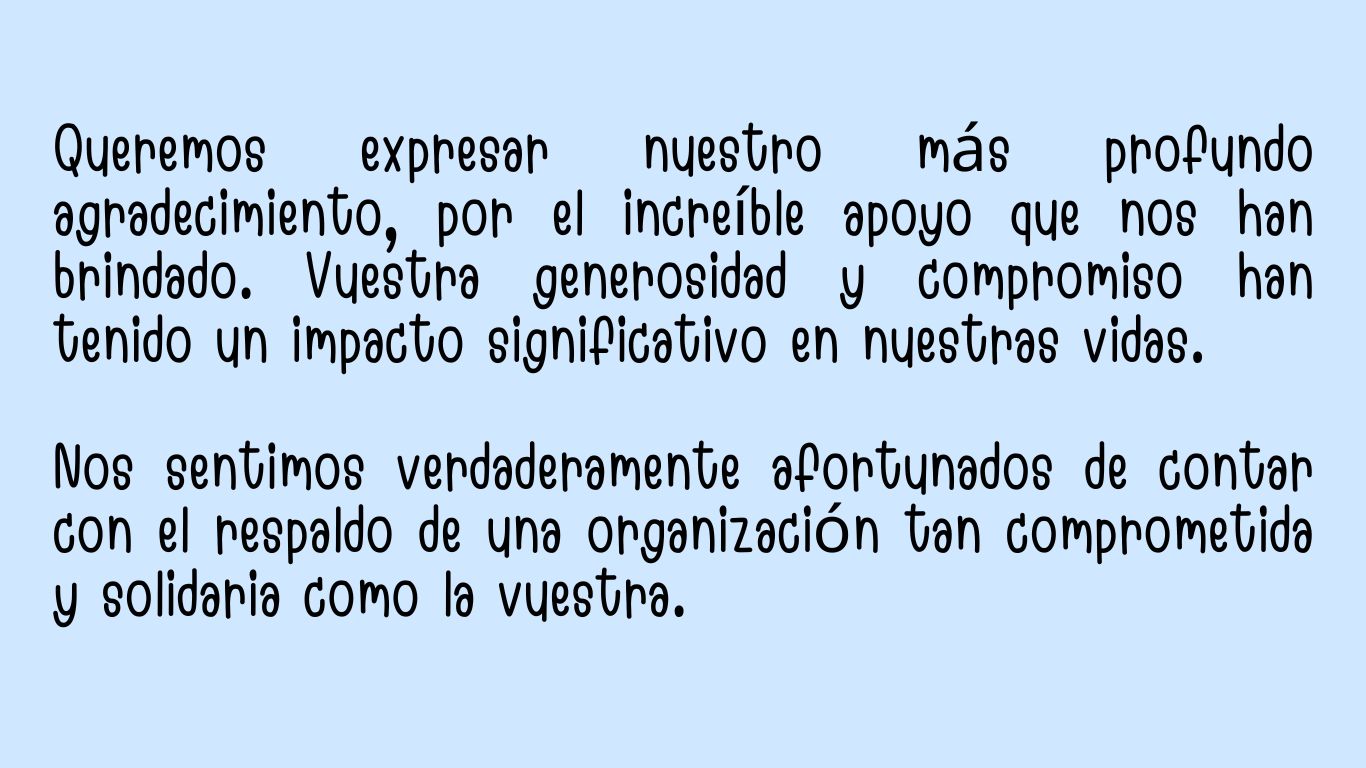 Queremos expresar nuestro más profundo
agradecimiento, por el increíble apoyo que nos han
brindado. Vuestra generosidad y compromiso han
tenido un impacto significativo en nuestras vidas.
Nos sentimos verdaderamente afortunados de contar
con el respaldo de una organización tan comprometida
y solidaria como la vuestra.